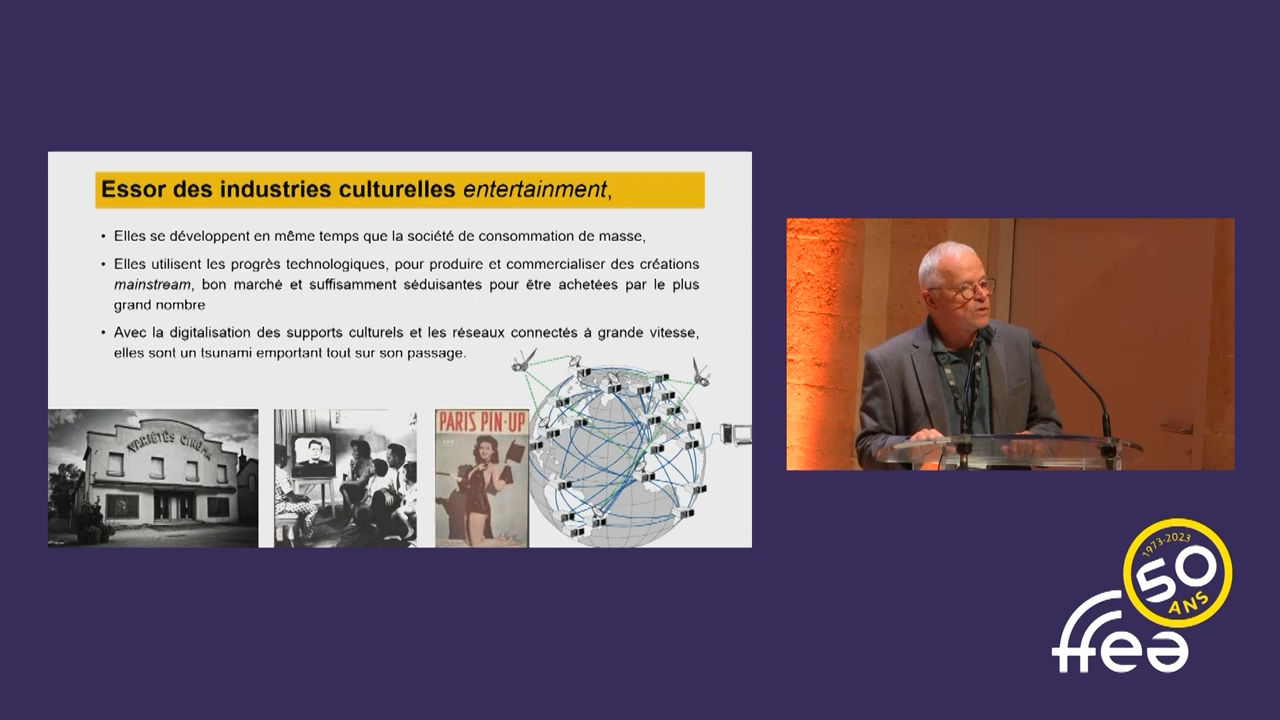 Essor des industries culturelles entertainment,
• Elles se développent en même temps que la société de consommation de masse,
• Elles utilisent les progrès technologiques, pour produire et commercialiser des créations
mainstream, bon marché et suffisamment séduisantes pour être achetées par le plus
grand nombre
• Avec la digitalisation des supports culturels et les réseaux connectés à grande vitesse,
elles sont un tsunami emportant tout sur son passage.
VARIÉTÉS CINÉMA
PARIS PIN-UP
1973-2023
50
ANS
ffea